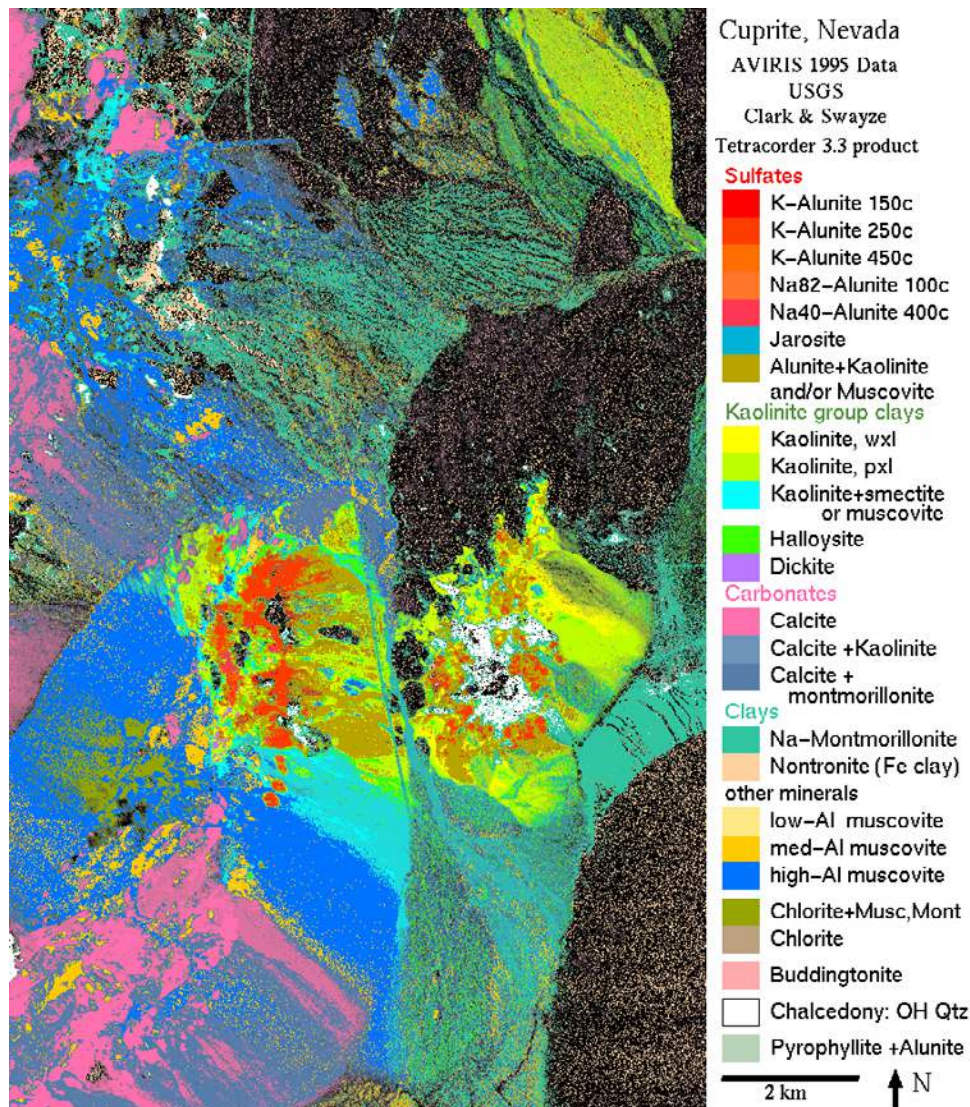 Cuprite, Nevada
AVIRIS 1995 Data
USGS
Clark & Swayze
Tetracorder 3.3 product
Sulfates
K-Alunite 150c
K-Alunite 250c
K-Alunite 450c
Na82-Alunite 100c
Na40-Alunite 400c
Jarosite
Alunite+Kaolinite
and/or Muscovite
Kaolinite group clays
Kaolinite, wxl
Kaolinite, pxl
Kaolinite+smectite
or muscovite
Halloysite
Dickite
Carbonates
Calcite
Calcite +Kaolinite
Calcite +
montmorillonite
Clays
Na-Montmorillonite
Nontronite (Fe clay)
other minerals
low-Al muscovite
med-Al muscovite
high-Al muscovite
Chlorite+Musc,Mont
Chlorite
Buddingtonite
Chalcedony: OH Qtz
Pyrophyllite +Alunite
2 km
N